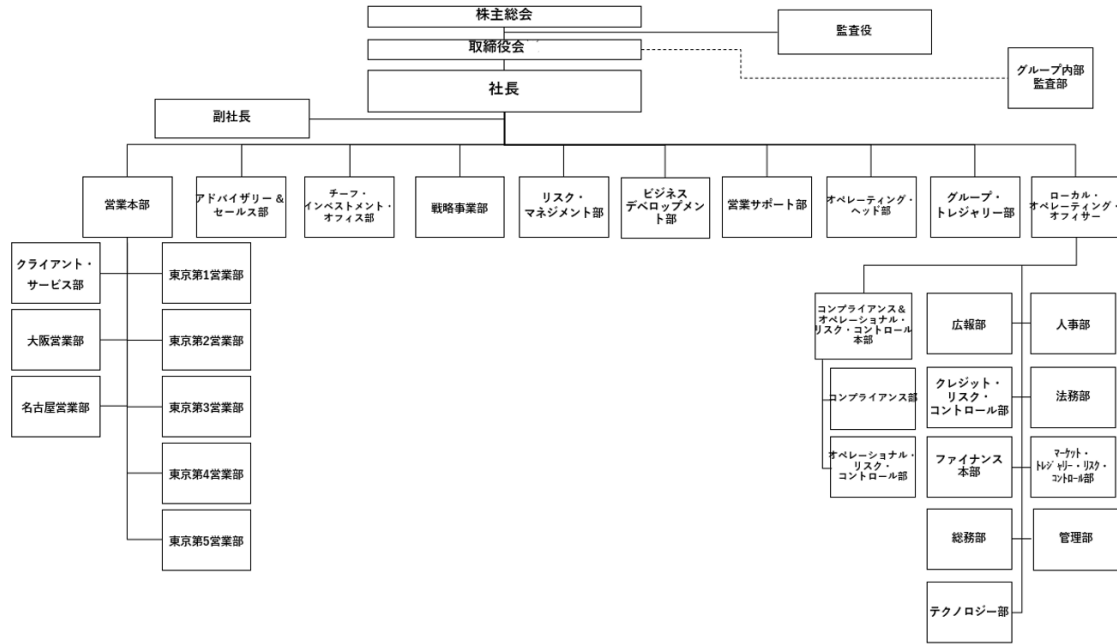 株主総会
監査役
取締役会
グループ内部
監査部
社長
副社長
営業本部
アドバイザリー &
セールス部
チーフ・
インベストメント・
オフィス部
戦略事業部
リスク・
マネジメント部
ビジネス
デベロップメン
ト部
営業サポート部
オペレーティング・
ヘッド部
グループ・
トレジャリー部
ローカル・
オペレーティング・
オフィサー
クライアント・
サービス部
東京第1営業部
大阪営業部
東京第2営業部
名古屋営業部
東京第3営業部
東京第4営業部
東京第5営業部
コンプライアンス&
オペレーショナル・
リスク・コントロール
本部
広報部
人事部
コンプライアンス部
クレジット・
リスク・
コントロール部
法務部
オペレーショナル・
リスク・
コントロール部
ファイナンス
本部
マーケット・
トレジャリー・リスク・
コントロール部
総務部
管理部
テクノロジー部